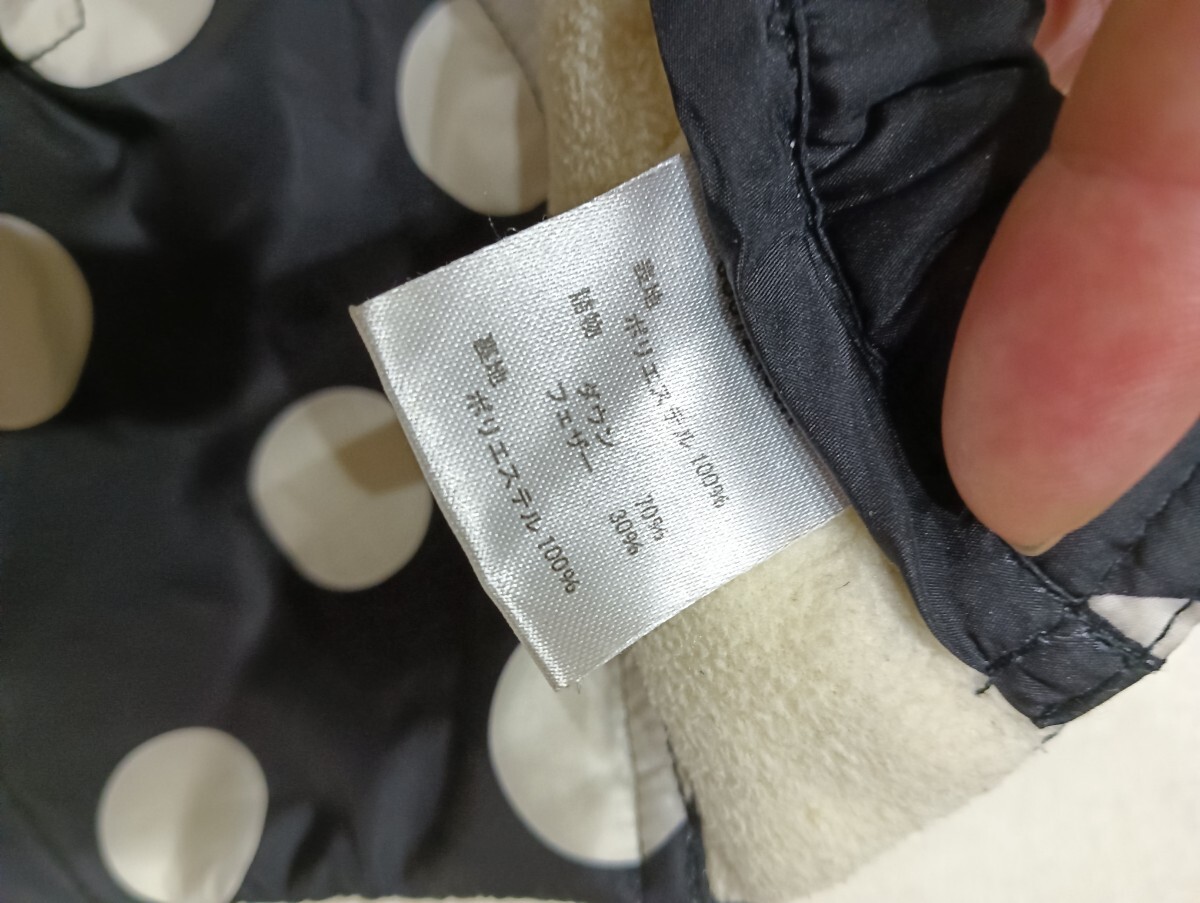 表地 ポリエステル 100%
詰物 ダウン 70%
フェザー 30%
裏地 ポリエステル 100%